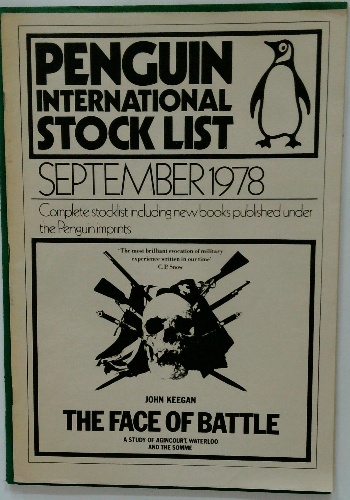 PENGUIN
INTERNATIONAL
STOCK LIST
SEPTEMBER 1978
Complete stocklist including new books published under
the Penguin imprints
"The most brilliant evocation of military
experience written in our time"
C.P. Snow
JOHN KEEGAN
THE FACE OF BATTLE
A STUDY OF AGINCOURT, WATERLOO
AND THE SOMME